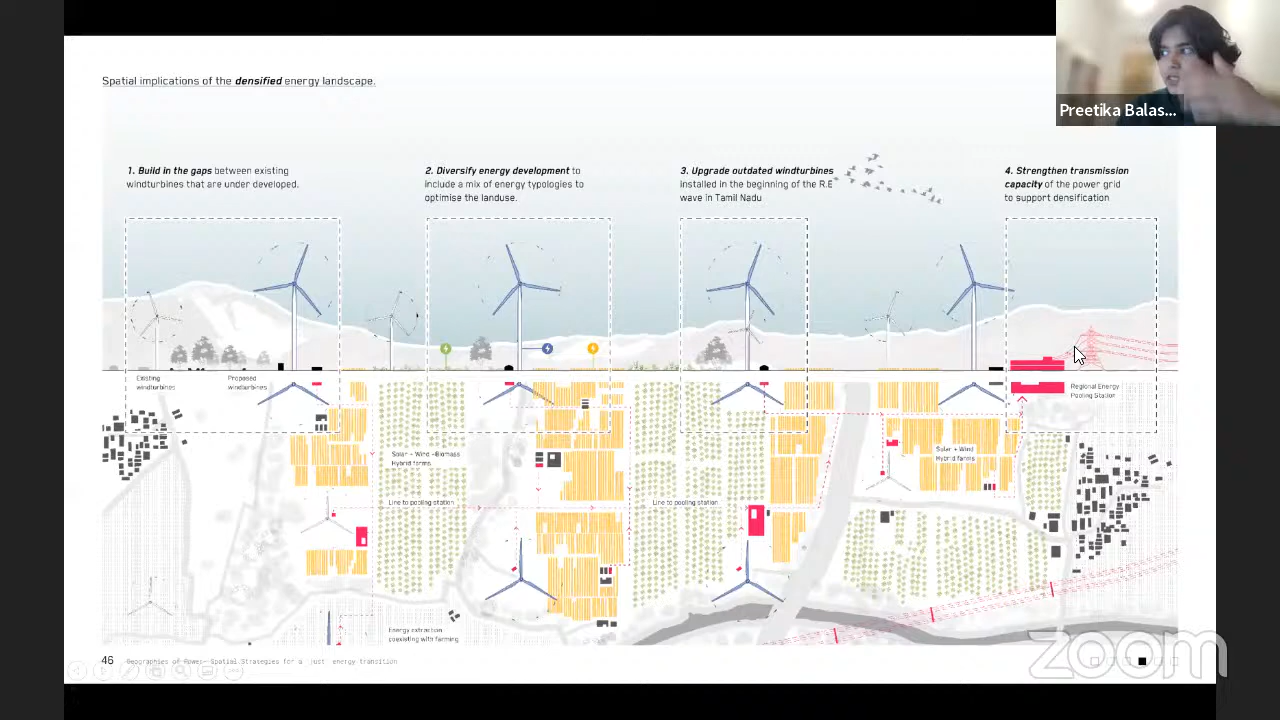 Preetika Balas...
Spatial implications of the densified energy landscape.
1. Build in the gaps between existing
windturbines that are under developed.
2. Diversify energy development to
include a mix of energy typologies to
optimise the landuse.
3. Upgrade outdated windturbines
installed in the beginning of the R.E
wave in Tamil Nadu
4. Strengthen transmission
capacity of the power grid
to support densification
Existing
windturbines
Proposed
windturbines
Regional Energy
Pooling Station
Solar - Wind -Biomass
Hybrid farms
Solar + Wind
Hybrid farms
Line to pooling station
Line to pooling station
Energy extraction
coexisting with farming
46
Geographies of Power- Spatial Strategies for a 'just' energy transition
zoom